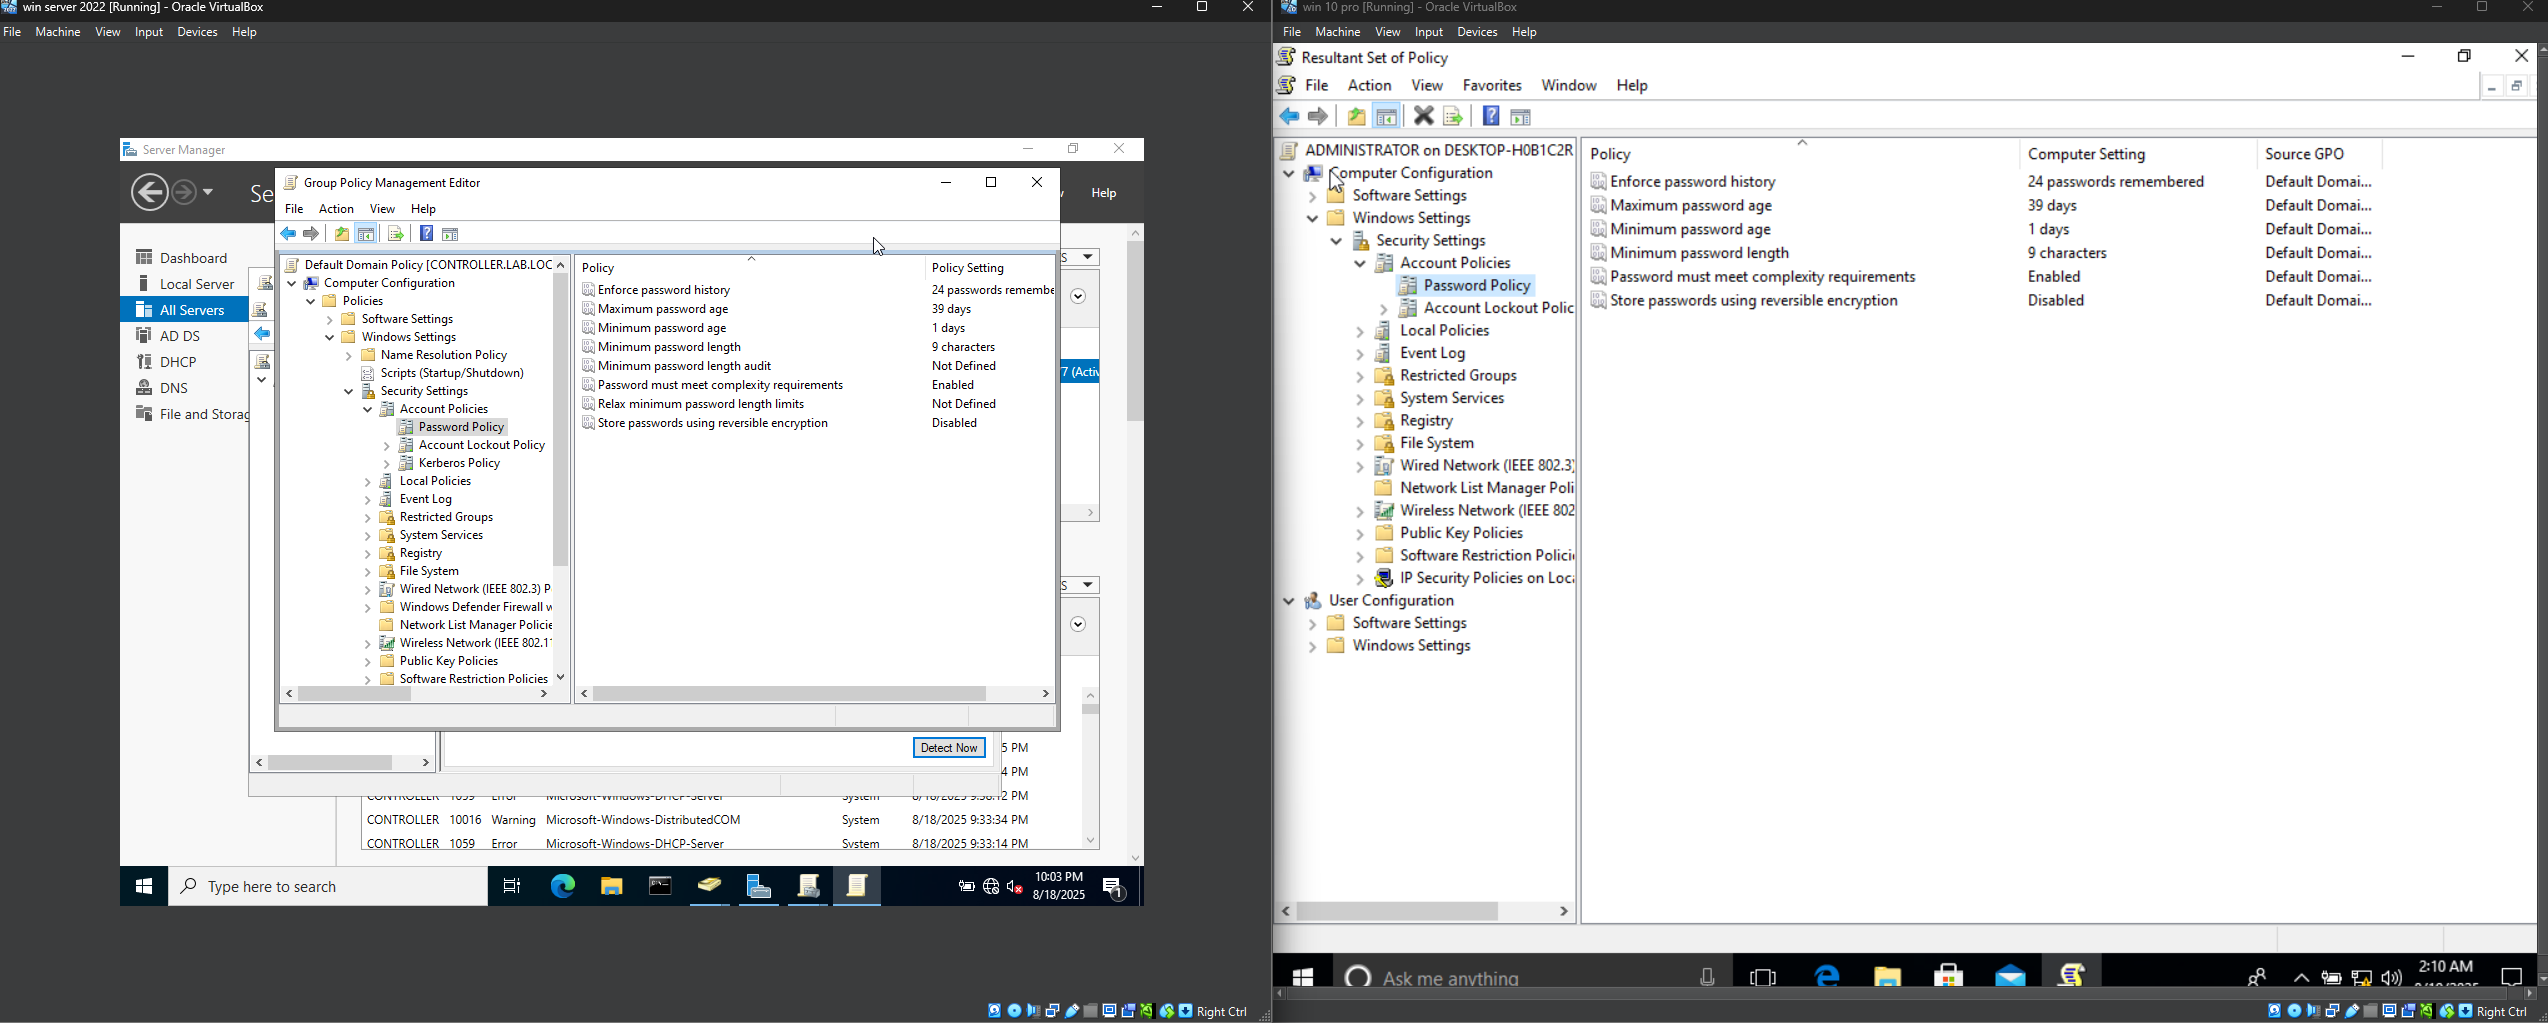 win server 2022 [Running] - Oracle VirtualBox
File Machine View Input Devices Help
Server Manager
Se
Help
Dashboard
Local Server
All Servers
AD DS
DHCP
DNS
File and Storag
Group Policy Management Editor
File Action View Help
Default Domain Policy [CONTROLLER.LAB.LOC
Computer Configuration
Policies
Software Settings
Windows Settings
Name Resolution Policy
Scripts (Startup/Shutdown)
Security Settings
Account Policies
Password Policy
Account Lockout Policy
Kerberos Policy
Local Policies
Event Log
Restricted Groups
System Services
Registry
File System
Wired Network (IEEE 802.3) P
Windows Defender Firewall w
Network List Manager Policie
Wireless Network (IEEE 802.1
Public Key Policies
Software Restriction Policies
Policy Policy Setting
Enforce password history 24 passwords remembe
Maximum password age 39 days
Minimum password age 1 days
Minimum password length 9 characters
Minimum password length audit Not Defined
Password must meet complexity requirements Enabled
Relax minimum password length limits Not Defined
Store passwords using reversible encryption Disabled
S
7 (Activ
S
Detect Now
5 PM
4 PM
CONTROLLER 1059 Error Microsoft-Windows-DHCP-Server System 2 PM
CONTROLLER 10016 Warning Microsoft-Windows-DistributedCOM System 8/18/2025 9:33:34 PM
CONTROLLER 1059 Error Microsoft-Windows-DHCP-Server System 8/18/2025 9:33:14 PM
Type here to search
10:03 PM
8/18/2025
1
Right Ctrl
win 10 pro [Running] - Oracle VirtualBox
File Machine View Input Devices Help
Resultant Set of Policy
File Action View Favorites Window Help
ADMINISTRATOR on DESKTOP-H0B1C2R
Computer Configuration
Software Settings
Windows Settings
Security Settings
Account Policies
Password Policy
Account Lockout Polic
Local Policies
Event Log
Restricted Groups
System Services
Registry
File System
Wired Network (IEEE 802.3)
Network List Manager Poli
Wireless Network (IEEE 802
Public Key Policies
Software Restriction Polici
IP Security Policies on Loca
User Configuration
Software Settings
Windows Settings
Policy Computer Setting Source GPO
Enforce password history 24 passwords remembered Default Domai...
Maximum password age 39 days Default Domai...
Minimum password age 1 days Default Domai...
Minimum password length 9 characters Default Domai...
Password must meet complexity requirements Enabled Default Domai...
Store passwords using reversible encryption Disabled Default Domai...
Ask me anything
2:10 AM
Right Ctrl